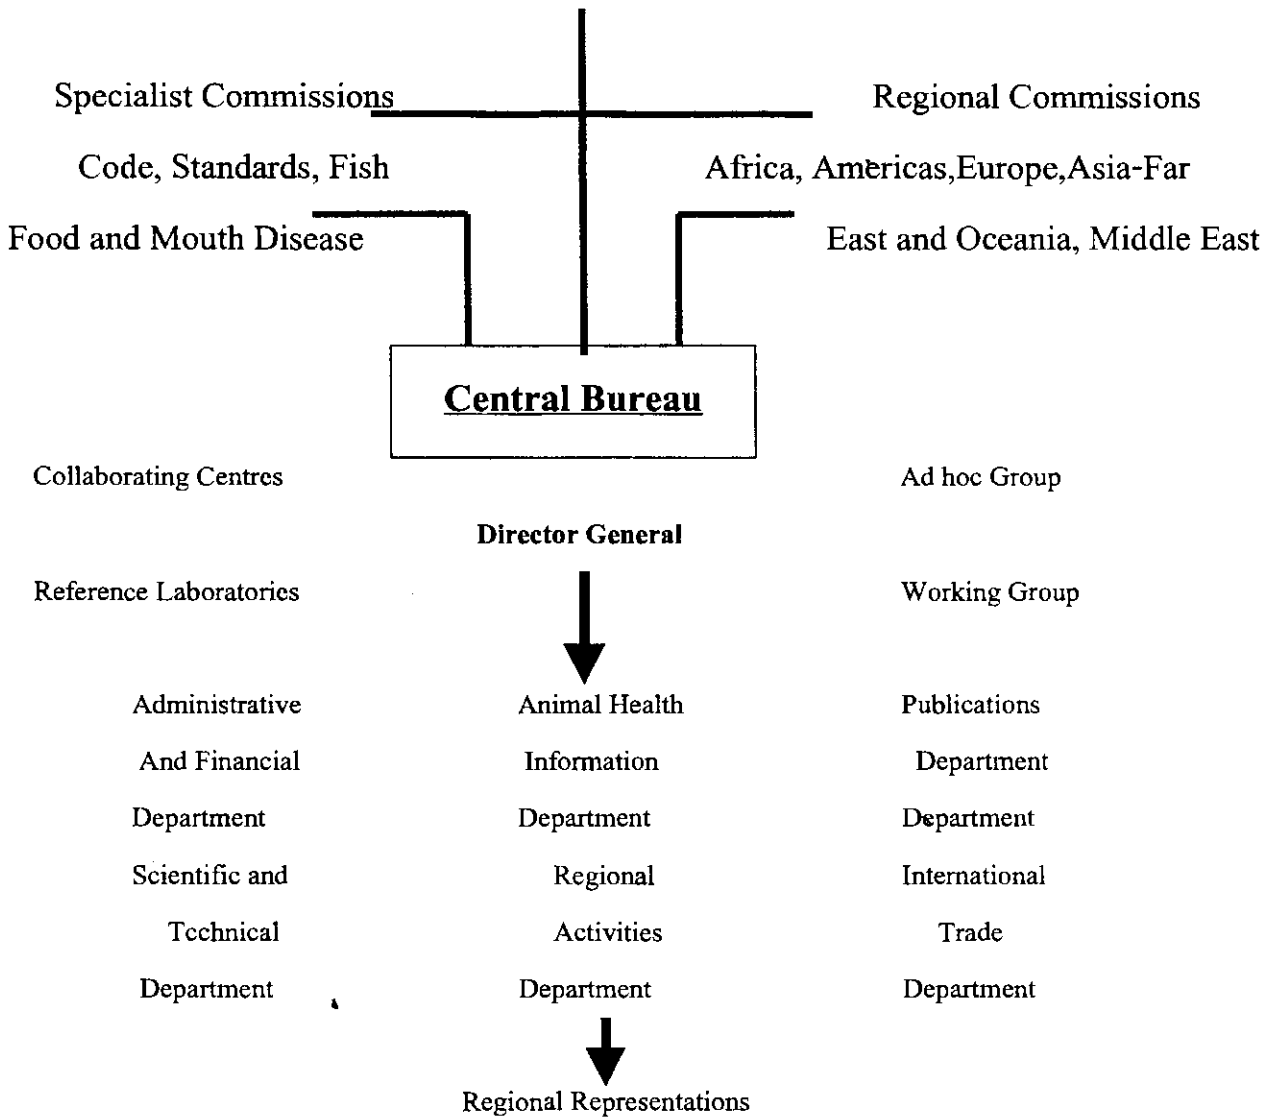 Specialist Commissions
Regional Commissions
Code, Standards, Fish
Africa, Americas,Europe,Asia-Far
Food and Mouth Disease
East and Oceania, Middle East
Central Bureau
Collaborating Centres
Ad hoc Group
Director General
Reference Laboratories
Working Group
Administrative
Animal Health
Publications
And Financial
Information
Department
Department
Department
Department
Scientific and
Regional
International
Technical
Activities
Trade
Department
Department
Department
Regional Representations